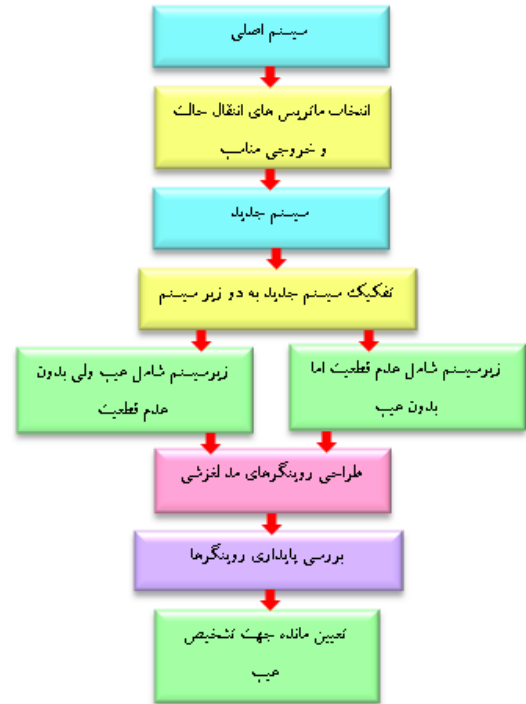 سیستم اصلی
انتخاب ماتریس های انتقال حالت
و خروجی مناسب
سیستم جدید
تفکیک سیستم جدید به دو زیر سیستم
زیرسیستم شامل عدم قطعیت اما
بدون عیب
زیرسیستم شامل عیب ولی بدون
عدم قطعیت
طراحی رویتگرهای مد لغزشی
بررسی پایداری رویتگرها
تعیین مانده جهت تشخیص
عیب